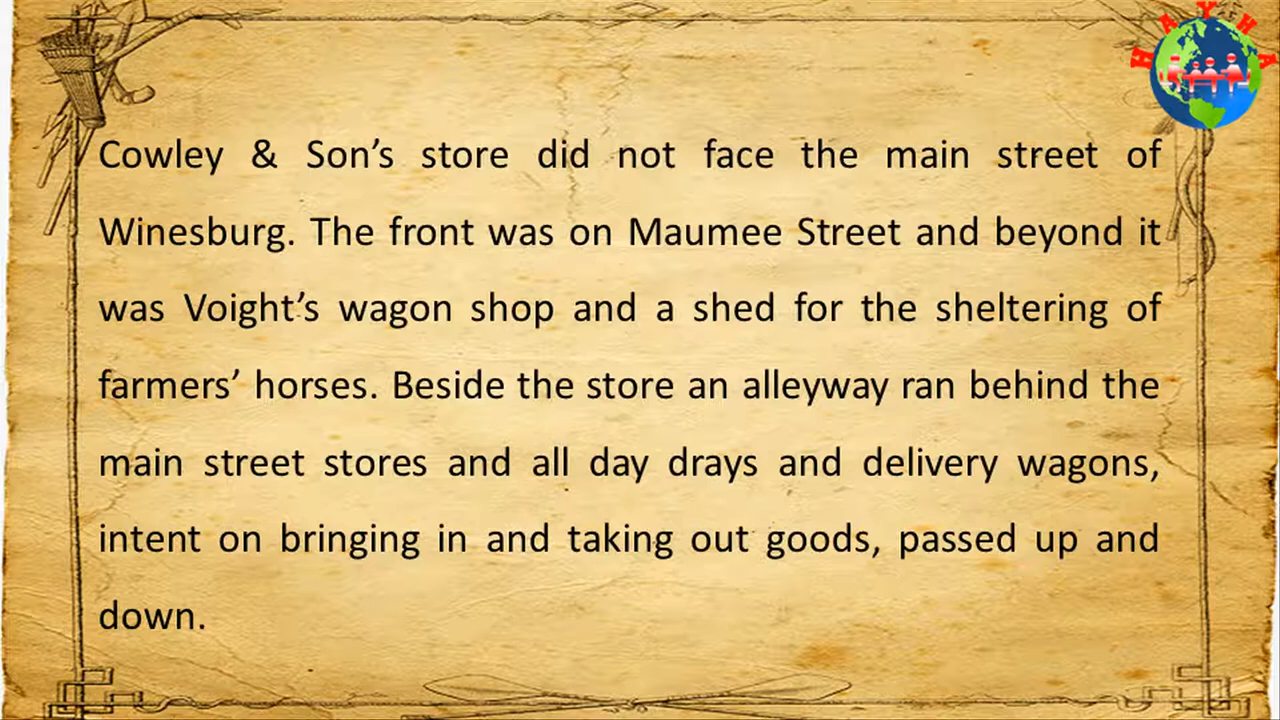 HAYHA
Cowley & Son’s store did not face the main street of
Winesburg. The front was on Maumee Street and beyond it
was Voight’s wagon shop and a shed for the sheltering of
farmers’ horses. Beside the store an alleyway ran behind the
main street stores and all day drays and delivery wagons,
intent on bringing in and taking out goods, passed up and
down.